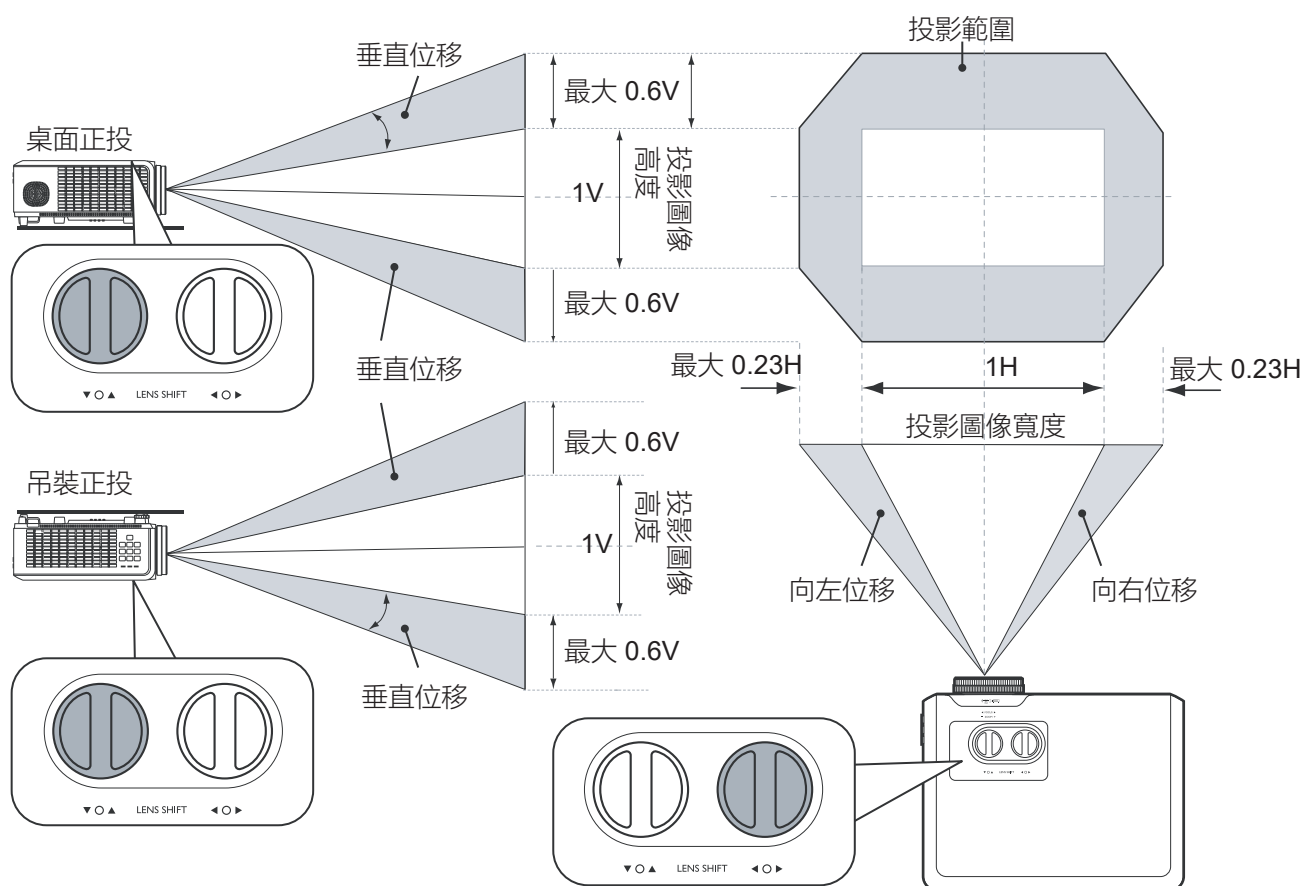 投影範圍
垂直位移
最大 0.6V
桌面正投
1V
投影圖像
高度
最大 0.6V
垂直位移
▼○▲ LENS SHIFT ◄○►
最大 0.23H
1H
最大 0.23H
投影圖像寬度
最大 0.6V
吊裝正投
1V
投影圖像
高度
向左位移
向右位移
最大 0.6V
垂直位移
▼○▲ LENS SHIFT ◄○►
▼○▲ LENS SHIFT ◄○►
▼○▲ LENS SHIFT ◄○►